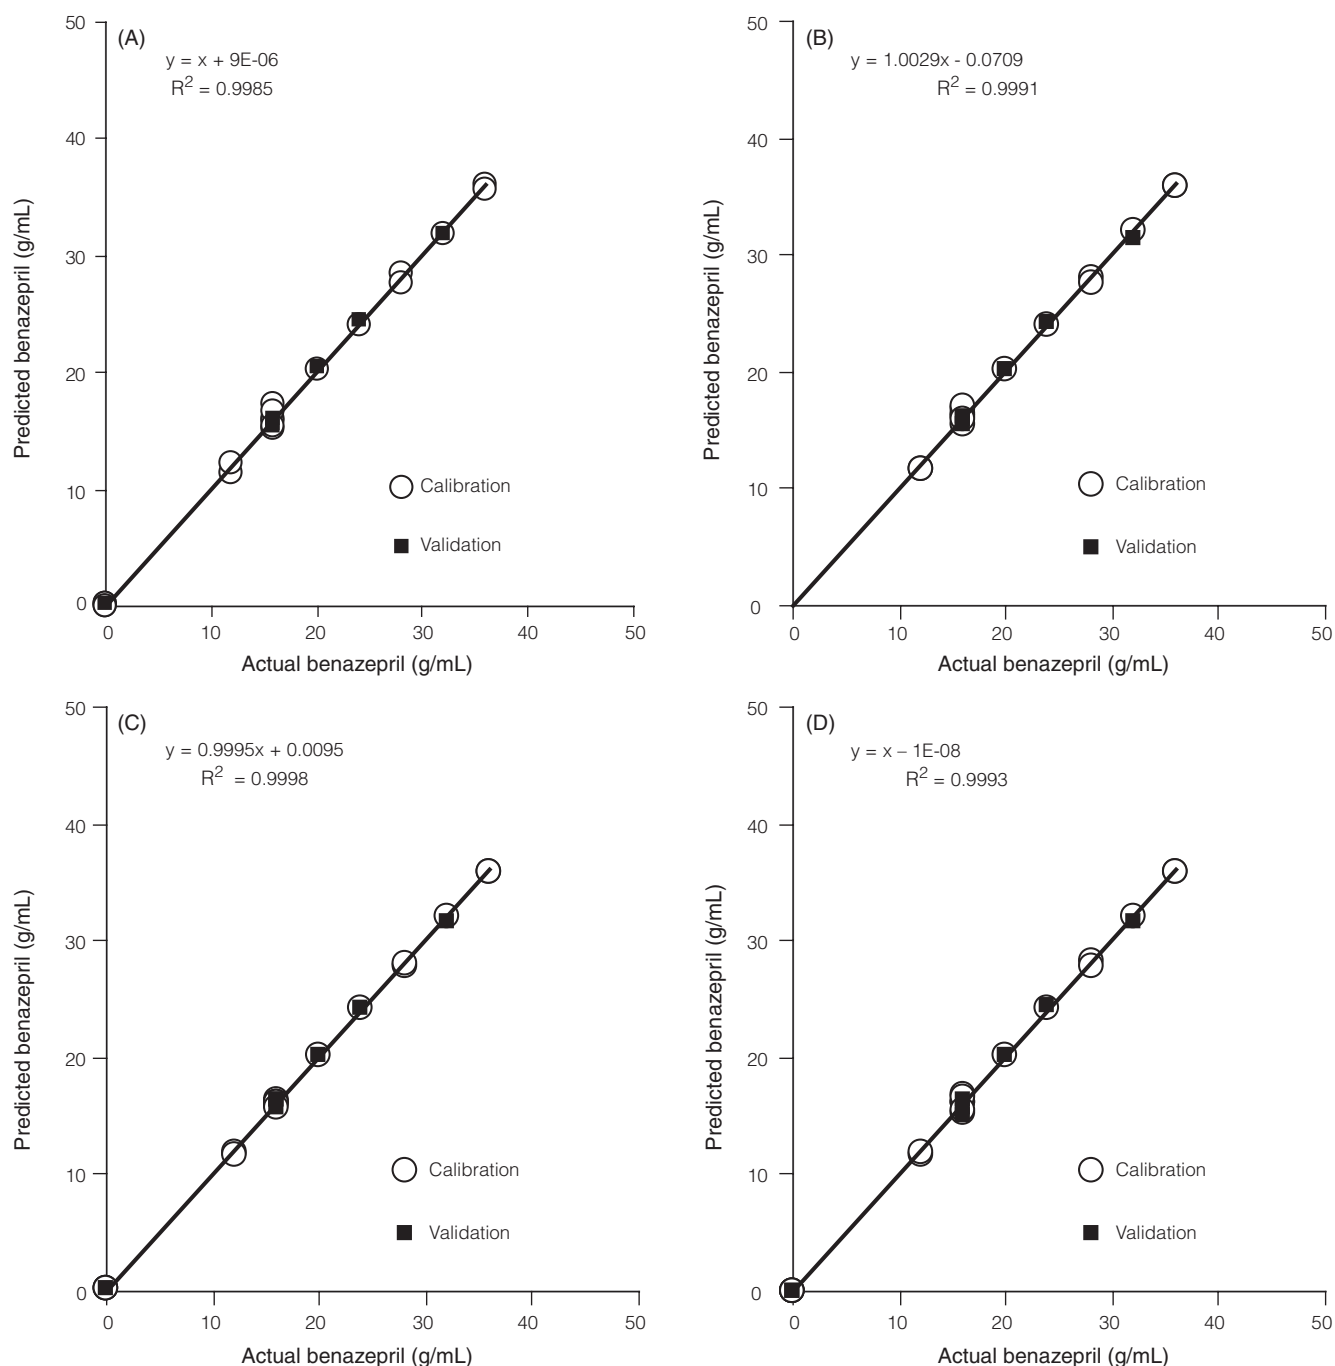 (A)
y = x + 9E-06
R² = 0.9985
50
40
30
20
10
0
Predicted benazepril (g/mL)
Calibration
Validation
0 10 20 30 40 50
Actual benazepril (g/mL)
(B)
y = 1.0029x - 0.0709
R² = 0.9991
50
40
30
20
10
0
Predicted benazepril (g/mL)
Calibration
Validation
0 10 20 30 40 50
Actual benazepril (g/mL)
(C)
y = 0.9995x + 0.0095
R² = 0.9998
50
40
30
20
10
0
Predicted benazepril (g/mL)
Calibration
Validation
0 10 20 30 40 50
Actual benazepril (g/mL)
(D)
y = x – 1E-08
R² = 0.9993
50
40
30
20
10
0
Predicted benazepril (g/mL)
Calibration
Validation
0 10 20 30 40 50
Actual benazepril (g/mL)